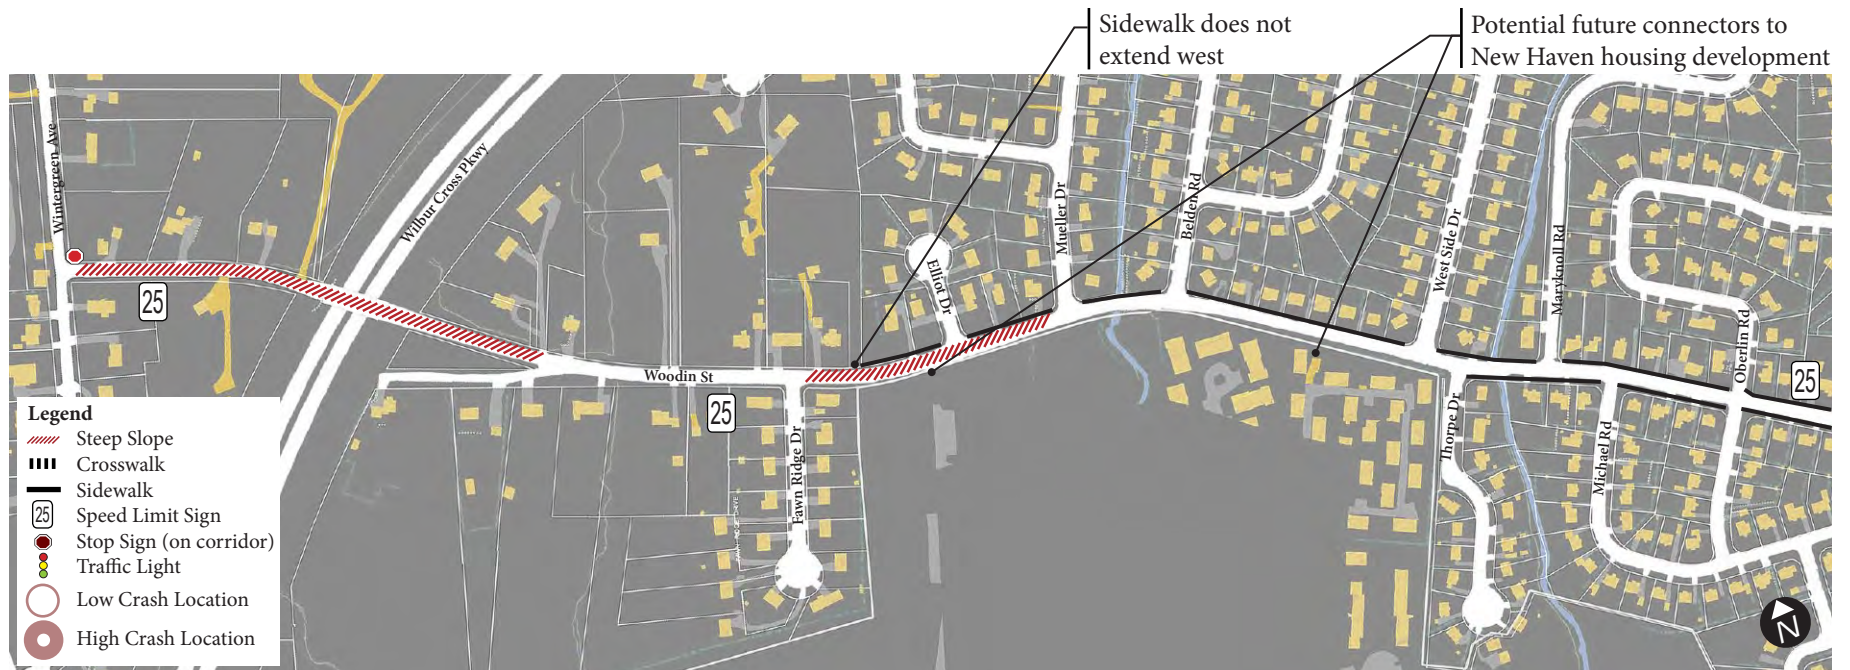 Sidewalk does not
extend west
Potential future connectors to
New Haven housing development
Wintergreen Ave
Wilbur Cross Pkwy
Elliot Dr
Mueller Dr
Belden Rd
West Side Dr
Maryknoll Rd
Oberlin Rd
25
25
25
Woodin St
Fawn Ridge Dr
Thorpe Dr
Michael Rd
Legend
Steep Slope
Crosswalk
Sidewalk
25
Speed Limit Sign
Stop Sign (on corridor)
Traffic Light
Low Crash Location
High Crash Location
N